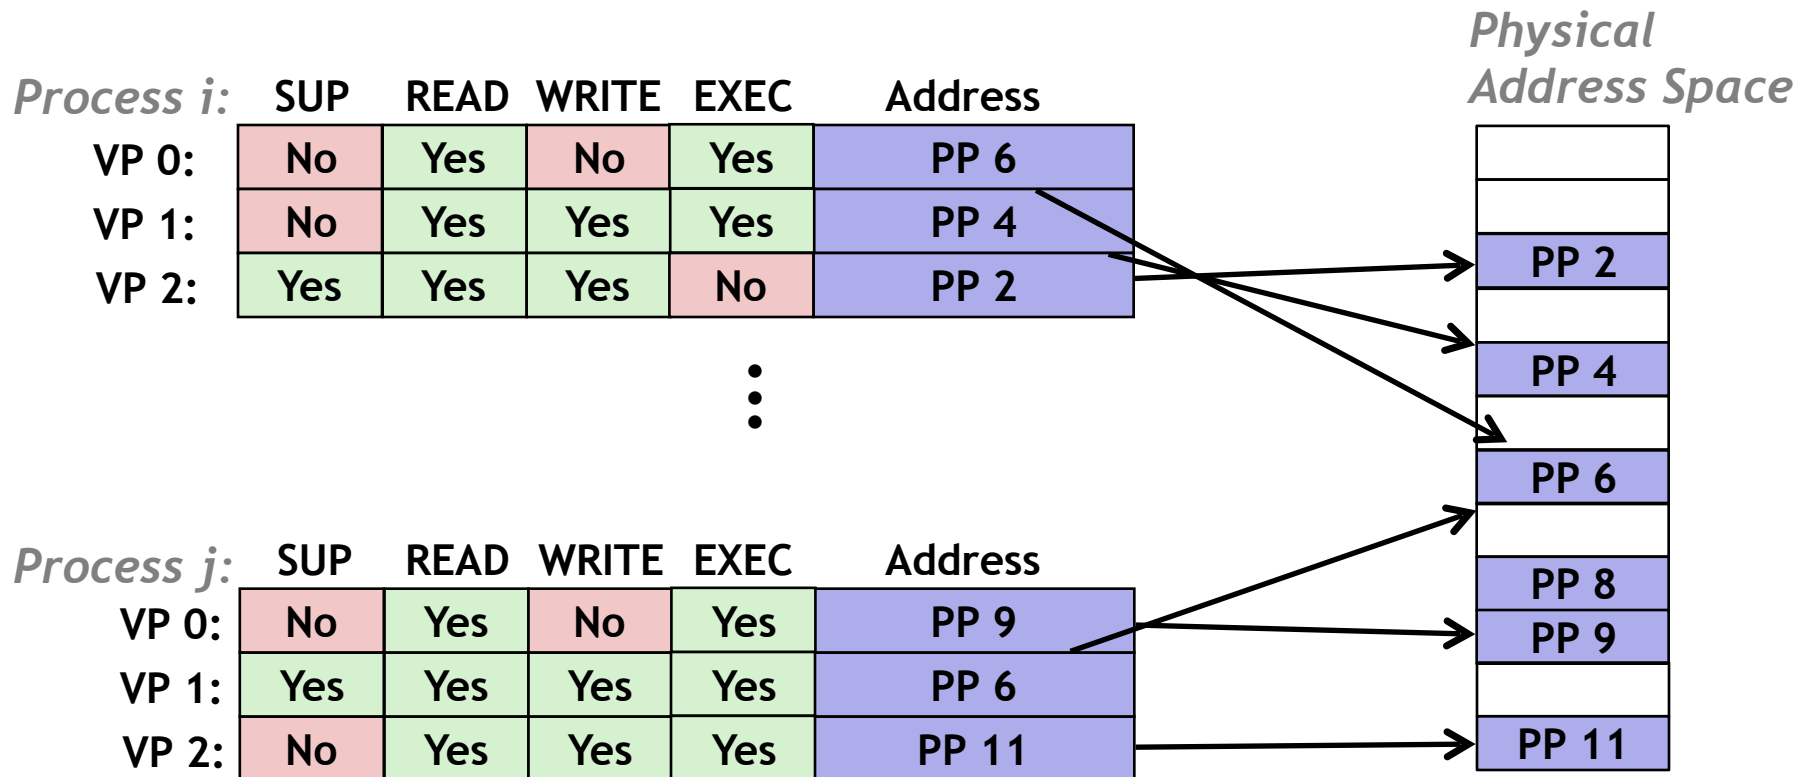 Physical
Address Space
Process i: SUP READ WRITE EXEC Address
VP 0: No Yes No Yes PP 6
VP 1: No Yes Yes Yes PP 4
VP 2: Yes Yes Yes No PP 2
PP 2
PP 4
PP 6
PP 8
PP 9
PP 11
Process j: SUP READ WRITE EXEC Address
VP 0: No Yes No Yes PP 9
VP 1: Yes Yes Yes Yes PP 6
VP 2: No Yes Yes Yes PP 11